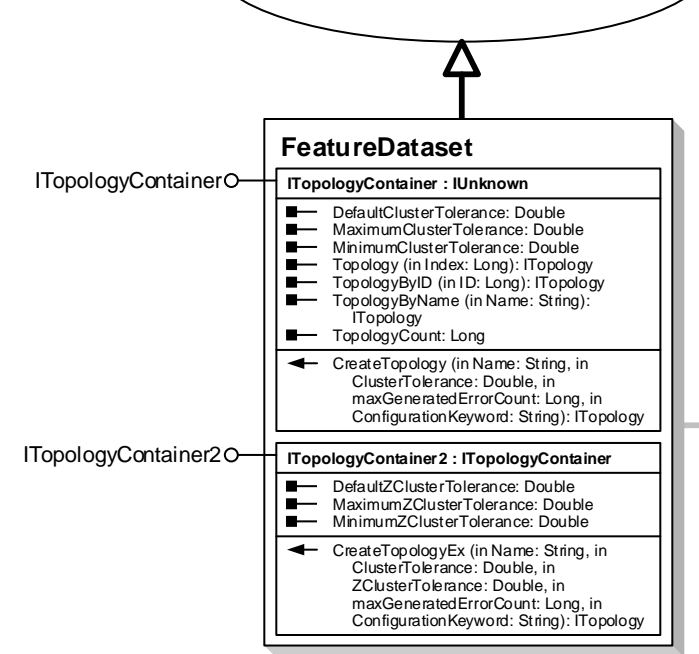 FeatureDataset
ITopologyContainer
ITopologyContainer : IUnknown
DefaultClusterTolerance: Double
MaximumClusterTolerance: Double
MinimumClusterTolerance: Double
Topology (in Index: Long): ITopology
TopologyByID (in ID: Long): ITopology
TopologyByName (in Name: String):
ITopology
TopologyCount: Long
CreateTopology (in Name: String, in
ClusterTolerance: Double, in
maxGeneratedErrorCount: Long, in
ConfigurationKeyword: String): ITopology
ITopologyContainer2
ITopologyContainer2 : ITopologyContainer
DefaultZClusterTolerance: Double
MaximumZClusterTolerance: Double
MinimumZClusterTolerance: Double
CreateTopologyEx (in Name: String, in
ClusterTolerance: Double, in
ZClusterTolerance: Double, in
maxGeneratedErrorCount: Long, in
ConfigurationKeyword: String): ITopology